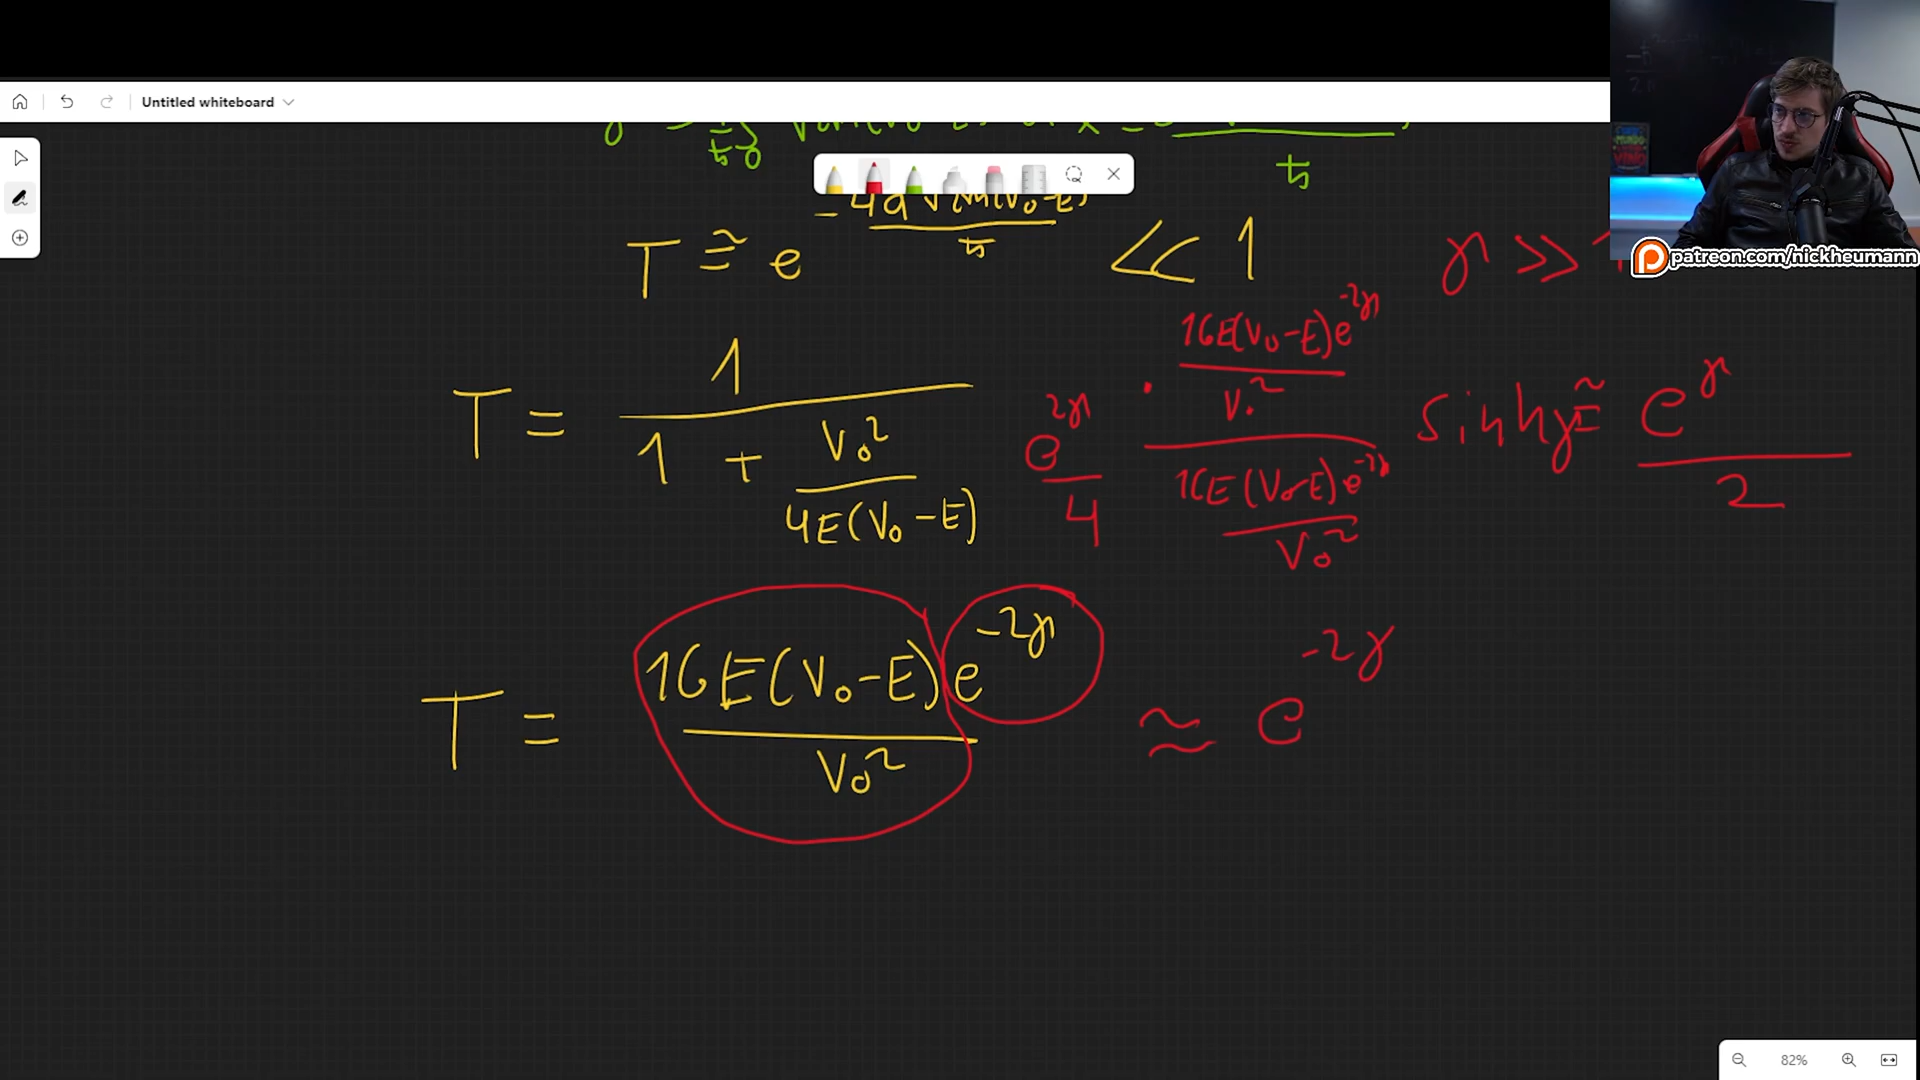 Untitled whiteboard
patreon.com/nickheumann
ħ
T ≅ e^(-4a√(2m(V₀-E))/ħ) << 1
γ >> 1
T = 1/(1 + V₀²/(4E(V₀-E)) e^(2γ)/4) · (16E(V₀-E)e^(-2γ)/V₀²)/(16E(V₀-E)e^(-2γ)/V₀²)
sinhγ ≅ e^γ/2
T = 16E(V₀-E)e^(-2γ)/V₀² ≈ e^(-2γ)
82%